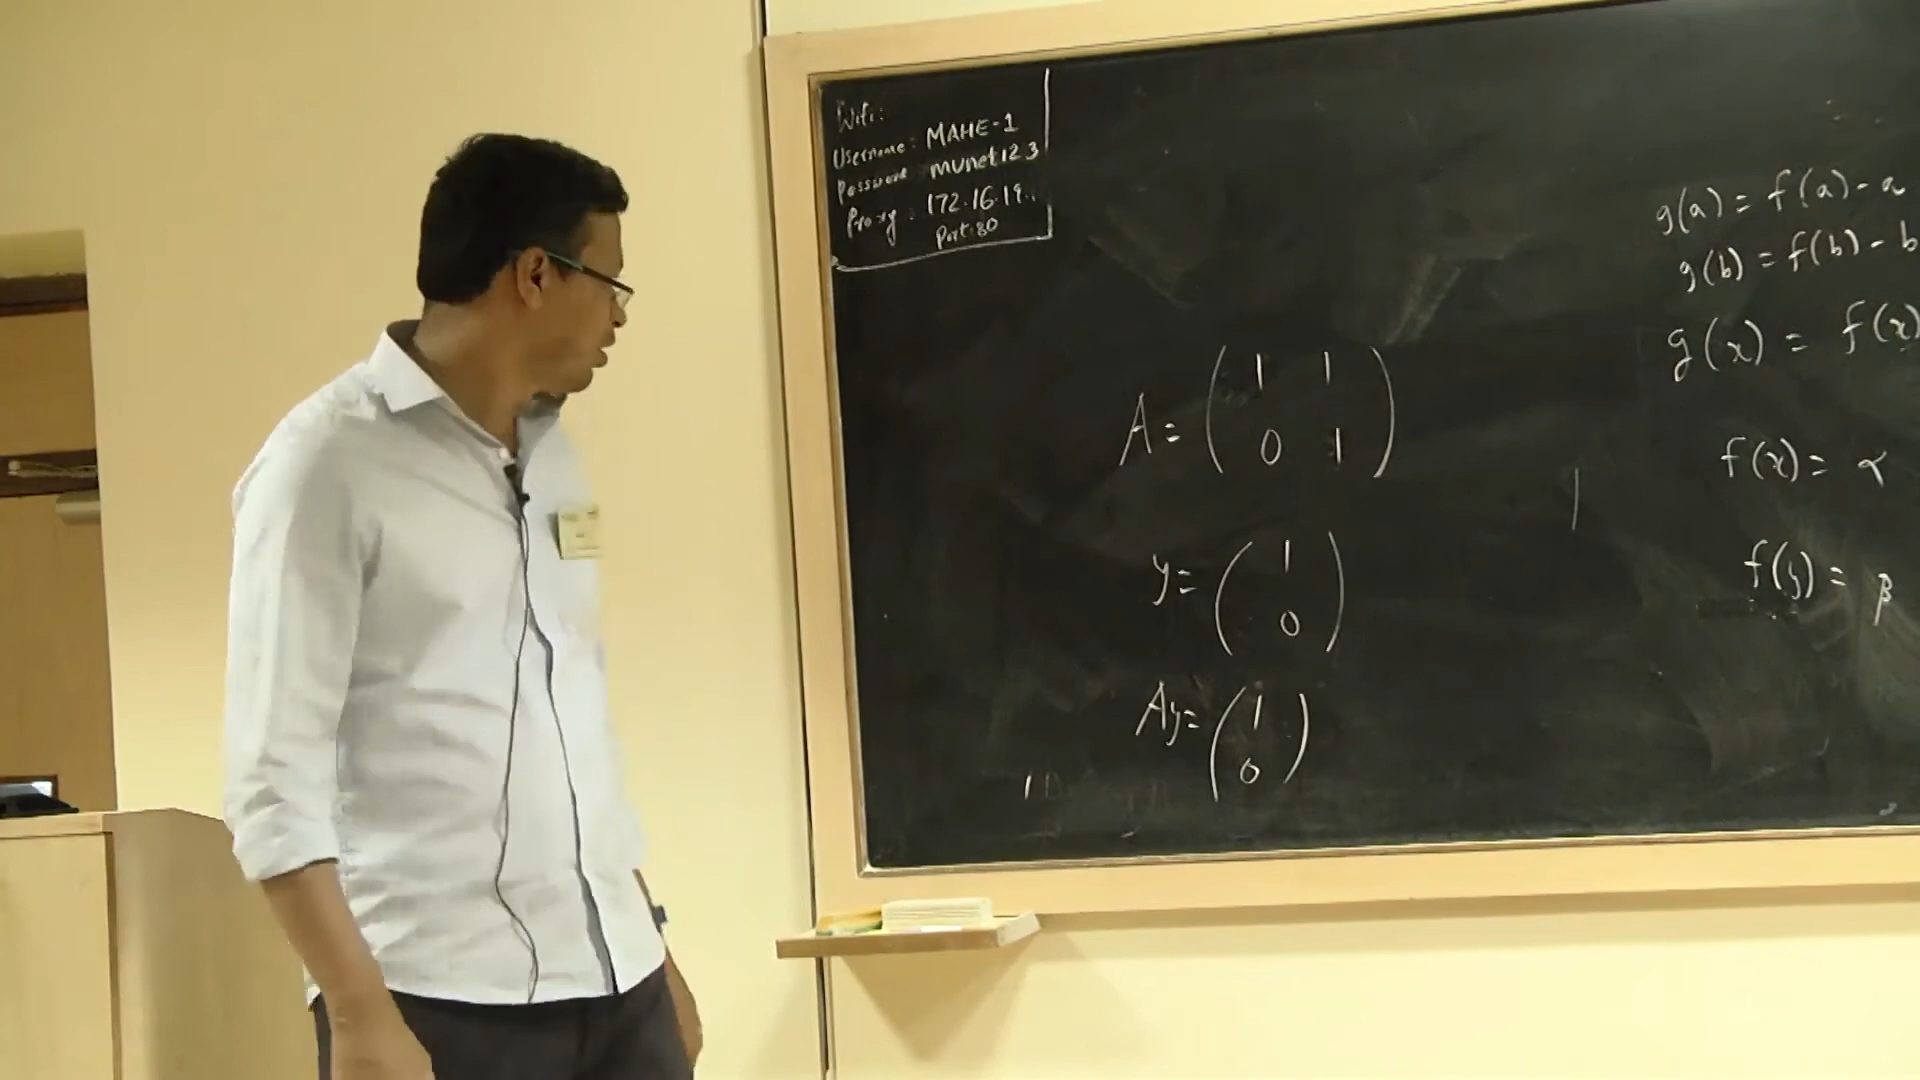 Wifi:
Username: MAHE-1
Password munet123
Proxy: 172.16.19..
Port:80
A= ( 1 1
0 1 )
y= ( 1
0 )
Ay= ( 1
0 )
g(a) = f(a) - a
g(b) = f(b) - b
g(x) = f(x)
f(x) = α
f(y) = β